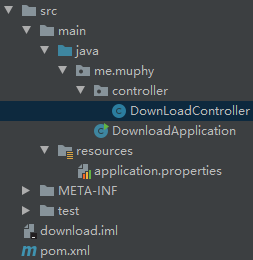 src
main
java
me.muphy
controller
DownLoadController
DownloadApplication
resources
application.properties
META-INF
test
download.iml
pom.xml